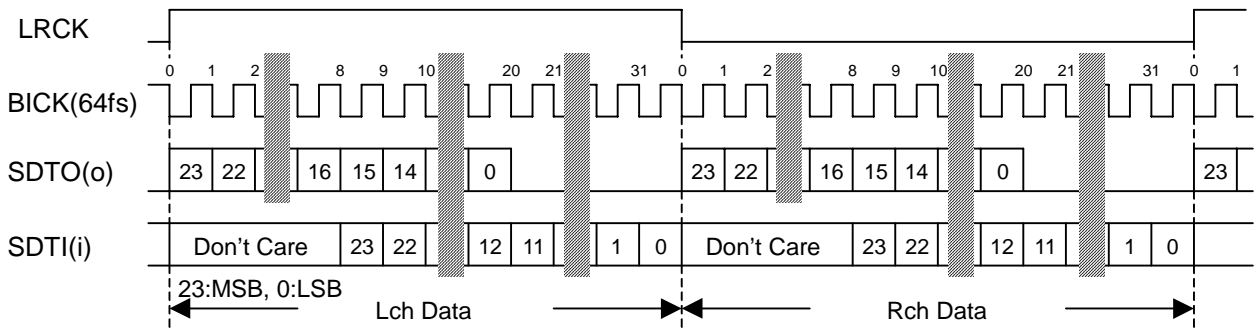 LRCK
0 1 2 8 9 10 20 21 31 0 1 2 8 9 10 20 21 31 0 1
BICK(64fs)
SDTO(o) 23 22 16 15 14 0 23 22 16 15 14 0 23
SDTI(i) Don't Care 23 22 12 11 1 0 Don't Care 23 22 12 11 1 0
23:MSB, 0:LSB
Lch Data Rch Data